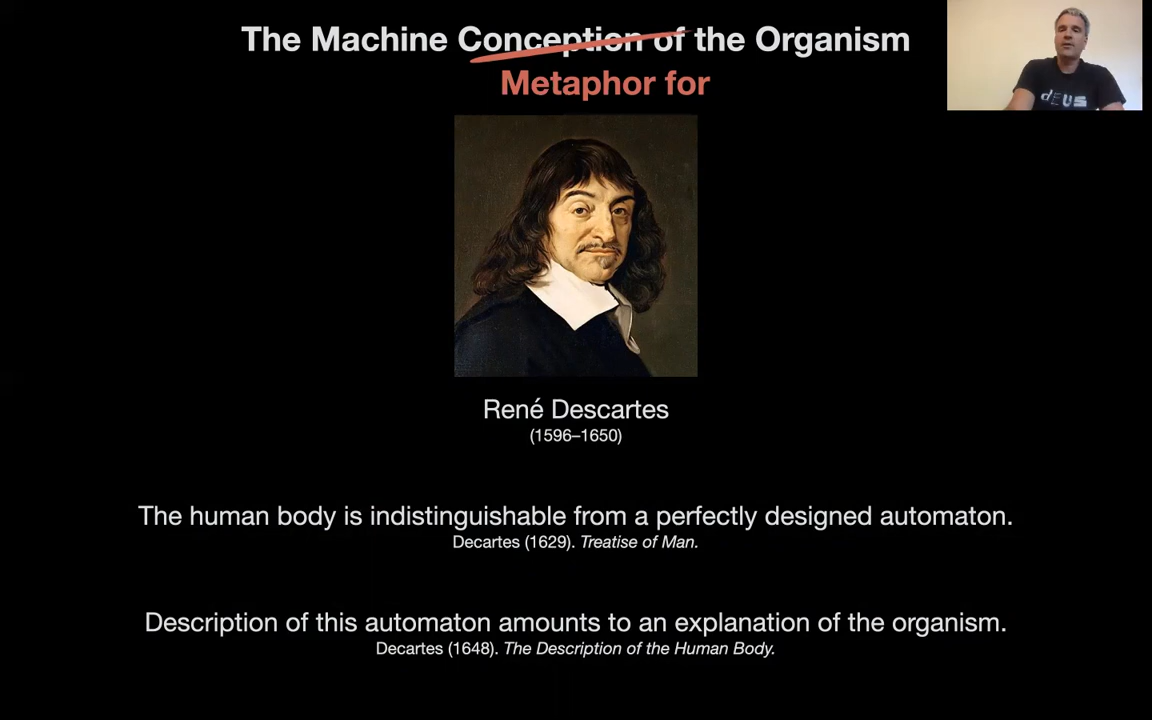 The Machine Conception of the Organism
Metaphor for
dEUS
René Descartes
(1596–1650)
The human body is indistinguishable from a perfectly designed automaton.
Decartes (1629). Treatise of Man.
Description of this automaton amounts to an explanation of the organism.
Decartes (1648). The Description of the Human Body.